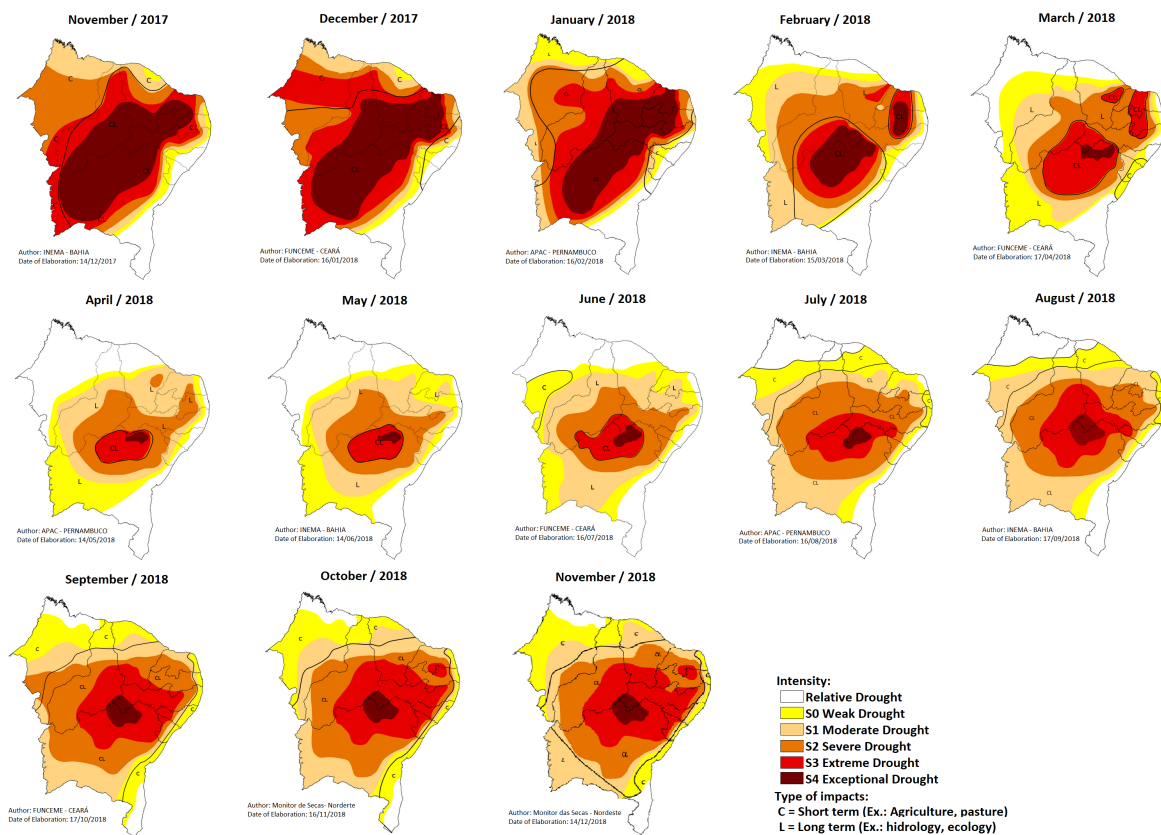 November / 2017
December / 2017
January / 2018
February / 2018
March / 2018
Author: INEMA - BAHIA
Date of Elaboration: 14/12/2017
Author: FUNCEME - CEARÁ
Date of Elaboration: 16/01/2018
Author: APAC - PERNAMBUCO
Date of Elaboration: 16/02/2018
Author: INEMA - BAHIA
Date of Elaboration: 15/03/2018
Author: FUNCEME - CEARÁ
Date of Elaboration: 17/04/2018
April / 2018
May / 2018
June / 2018
July / 2018
August / 2018
Author: APAC - PERNAMBUCO
Date of Elaboration: 14/05/2018
Author: INEMA - BAHIA
Date of Elaboration: 14/06/2018
Author: FUNCEME - CEARÁ
Date of Elaboration: 16/07/2018
Author: APAC - PERNAMBUCO
Date of Elaboration: 16/08/2018
Author: INEMA - BAHIA
Date of Elaboration: 17/09/2018
September / 2018
October / 2018
November / 2018
Author: FUNCEME - CEARÁ
Date of Elaboration: 17/10/2018
Author: Monitor de Secas- Norderte
Date of Elaboration: 16/11/2018
Author: Monitor das Secas - Nordeste
Date of Elaboration: 14/12/2018
Intensity:
Relative Drought
S0 Weak Drought
S1 Moderate Drought
S2 Severe Drought
S3 Extreme Drought
S4 Exceptional Drought
Type of impacts:
C = Short term (Ex.: Agriculture, pasture)
L = Long term (Ex.: hidrology, ecology)